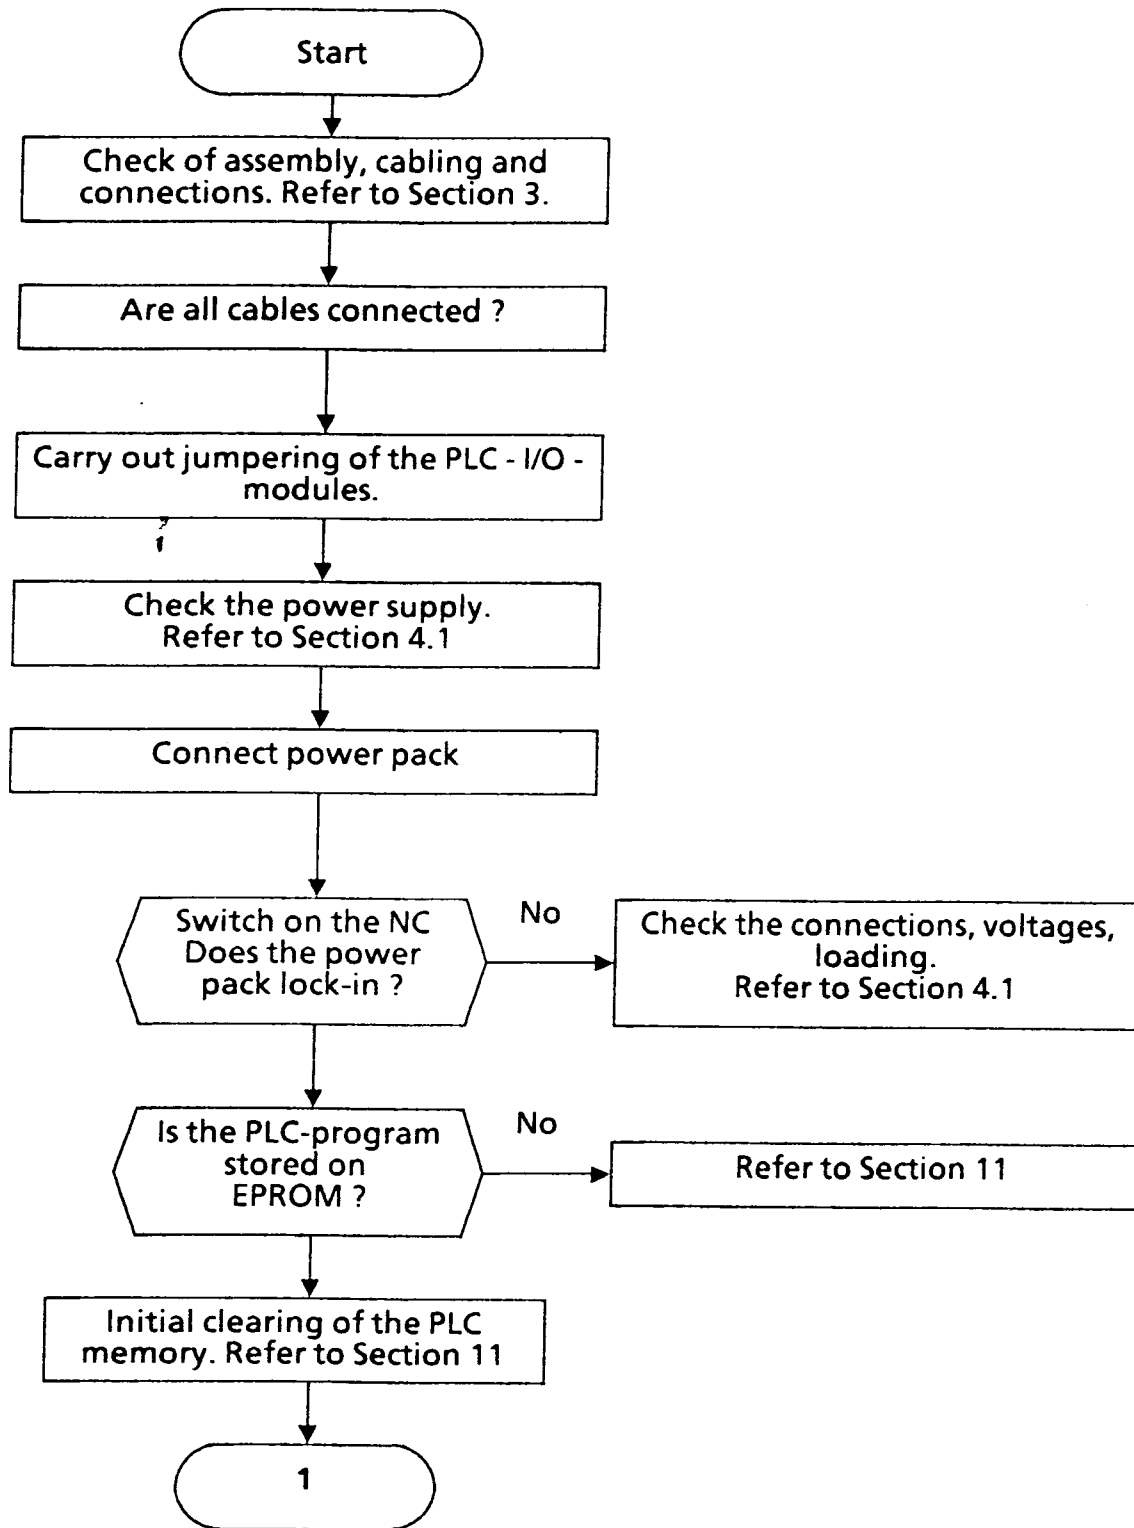 Start
Check of assembly, cabling and
connections. Refer to Section 3.
Are all cables connected ?
Carry out jumpering of the PLC - I/O -
modules.
Check the power supply.
Refer to Section 4.1
Connect power pack
Switch on the NC
Does the power
pack lock-in ?
No
Check the connections, voltages,
loading.
Refer to Section 4.1
Is the PLC-program
stored on
EPROM ?
No
Refer to Section 11
Initial clearing of the PLC
memory. Refer to Section 11
1